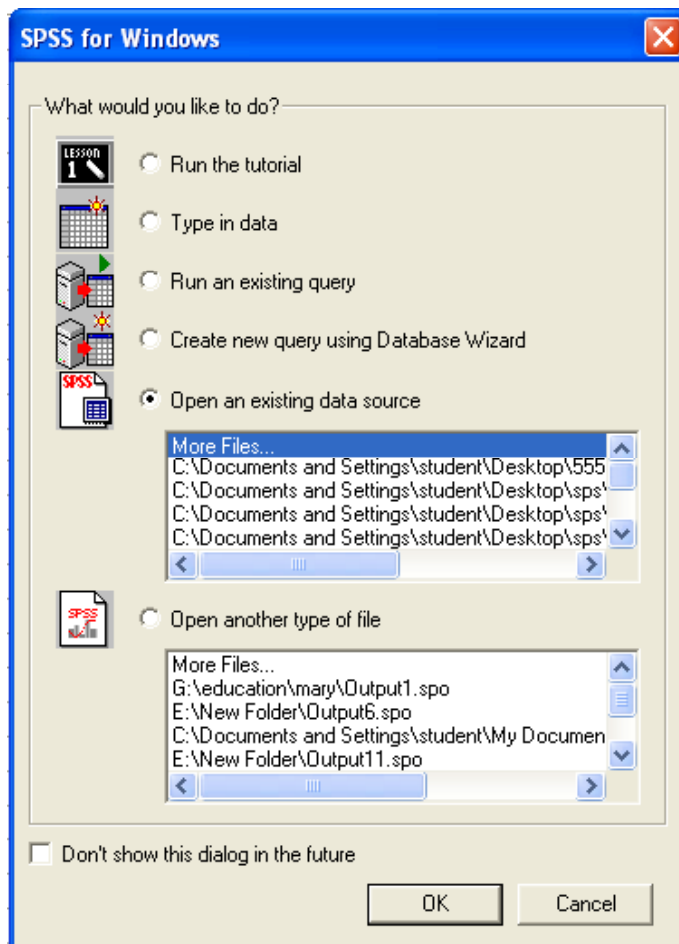 SPSS for Windows
What would you like to do?
LESSON
1
Run the tutorial
Type in data
Run an existing query
Create new query using Database Wizard
SPSS
Open an existing data source
More Files...
C:\Documents and Settings\student\Desktop\555
C:\Documents and Settings\student\Desktop\sps\
C:\Documents and Settings\student\Desktop\sps\
C:\Documents and Settings\student\Desktop\sps\
SPSS
Open another type of file
More Files...
G:\education\mary\Output1.spo
E:\New Folder\Output6.spo
C:\Documents and Settings\student\My Documen
E:\New Folder\Output11.spo
Don't show this dialog in the future
OK
Cancel